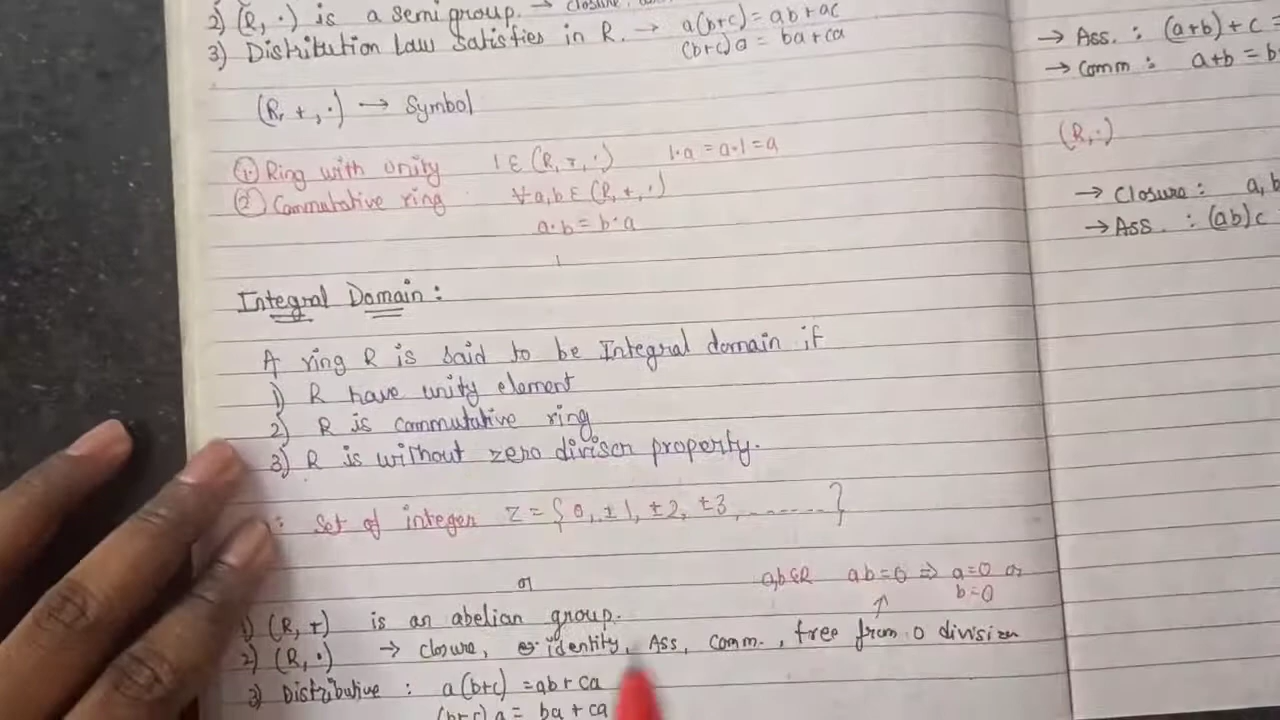 2) (R, ·) is a semigroup. → closure,
3) Distribution Law satisfies in R. → a(b+c) = ab + ac
(b+c)a = ba+ca
(R, +, ·) → Symbol
① Ring with unity 1 ∈ (R, +, ·) 1·a = a·1 = a
② Commutative ring ∀ a,b ∈ (R, +, ·)
a·b = b·a
Integral Domain :
A ring R is said to be Integral domain if
1) R have unity element
2) R is commutative ring
3) R is without zero divison property.
: Set of integer Z = { 0, ±1, ±2, ±3, ------- }
or
a,b∈R ab=0 ⇒ a=0 or
b=0
1) (R, +) is an abelian group.
2) (R, ·) → closure, identity, Ass, comm., free from 0 division
3) Distributive : a(b+c) = ab + ca
(b+c) a = ba + ca
→ Ass. : (a+b) + c =
→ Comm : a+b = b
(R, ·)
→ Closure : a, b
→ Ass. : (ab) c